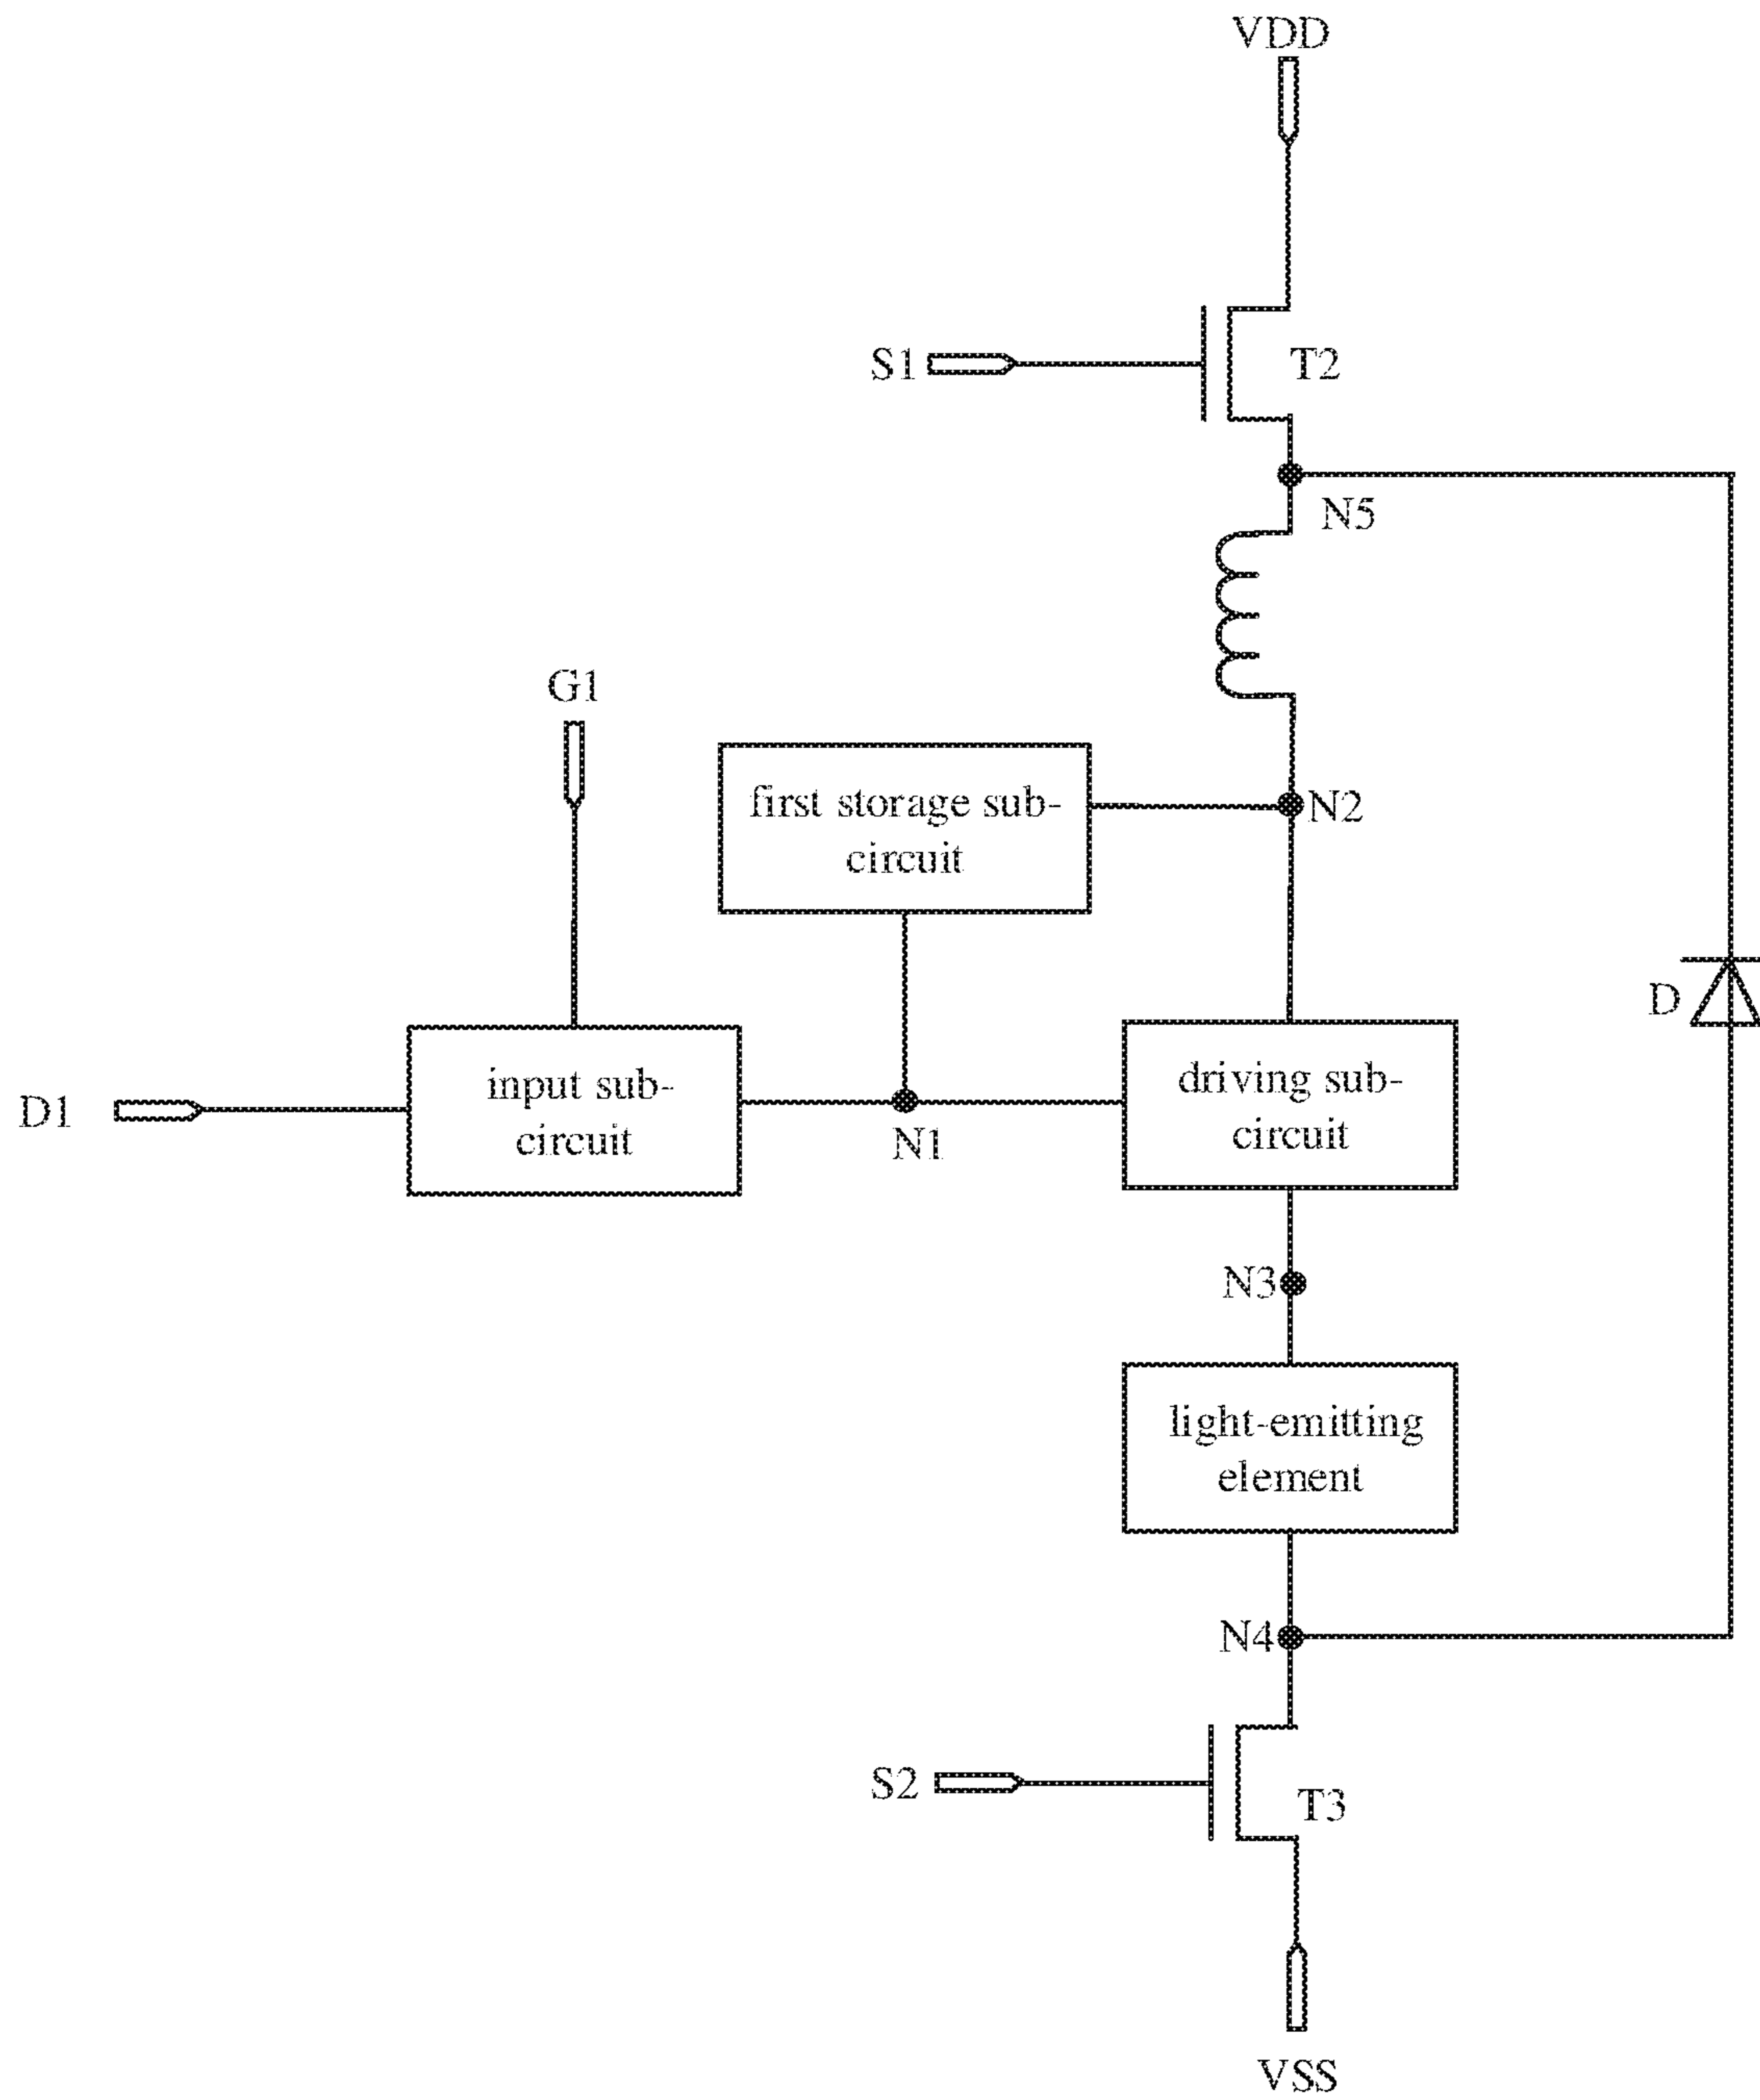 VDD
S1
T2
N5
G1
first storage sub-
circuit
N2
D
input sub-
circuit
driving sub-
circuit
D1
N1
N3
light-emitting
element
N4
S2
T3
VSS